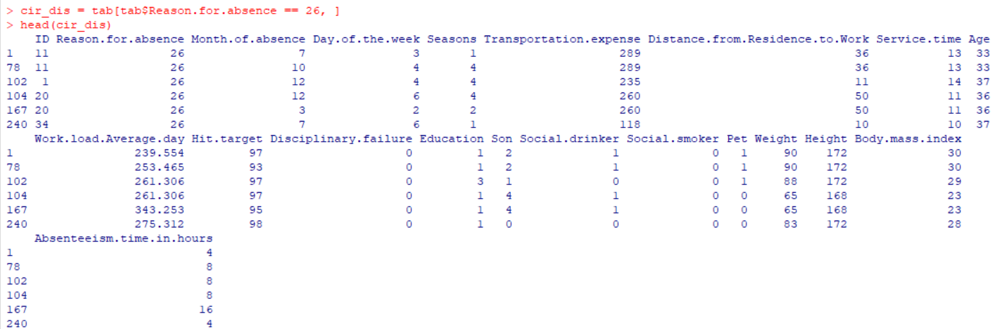 > cir_dis = tab[tab$Reason.for.absence == 26, ]
> head(cir_dis)
    ID Reason.for.absence Month.of.absence Day.of.the.week Seasons Transportation.expense Distance.from.Residence.to.Work Service.time Age
1   11                 26                7               3       1                    289                              36           13  33
78  11                 26               10               4       4                    289                              36           13  33
102  1                 26               12               4       4                    235                              11           14  37
104 20                 26               12               6       4                    260                              50           11  36
167 20                 26                3               2       2                    260                              50           11  36
240 34                 26                7               6       1                    118                              10           10  37
    Work.load.Average.day Hit.target Disciplinary.failure Education Son Social.drinker Social.smoker Pet Weight Height Body.mass.index
1                 239.554         97                    0         1   2              1             0   1     90    172              30
78                253.465         93                    0         1   2              1             0   1     90    172              30
102               261.306         97                    0         3   1              0             0   1     88    172              29
104               261.306         97                    0         1   4              1             0   0     65    168              23
167               343.253         95                    0         1   4              1             0   0     65    168              23
240               275.312         98                    0         1   0              0             0   0     83    172              28
    Absenteeism.time.in.hours
1                           4
78                          8
102                         8
104                         8
167                        16
240                         4